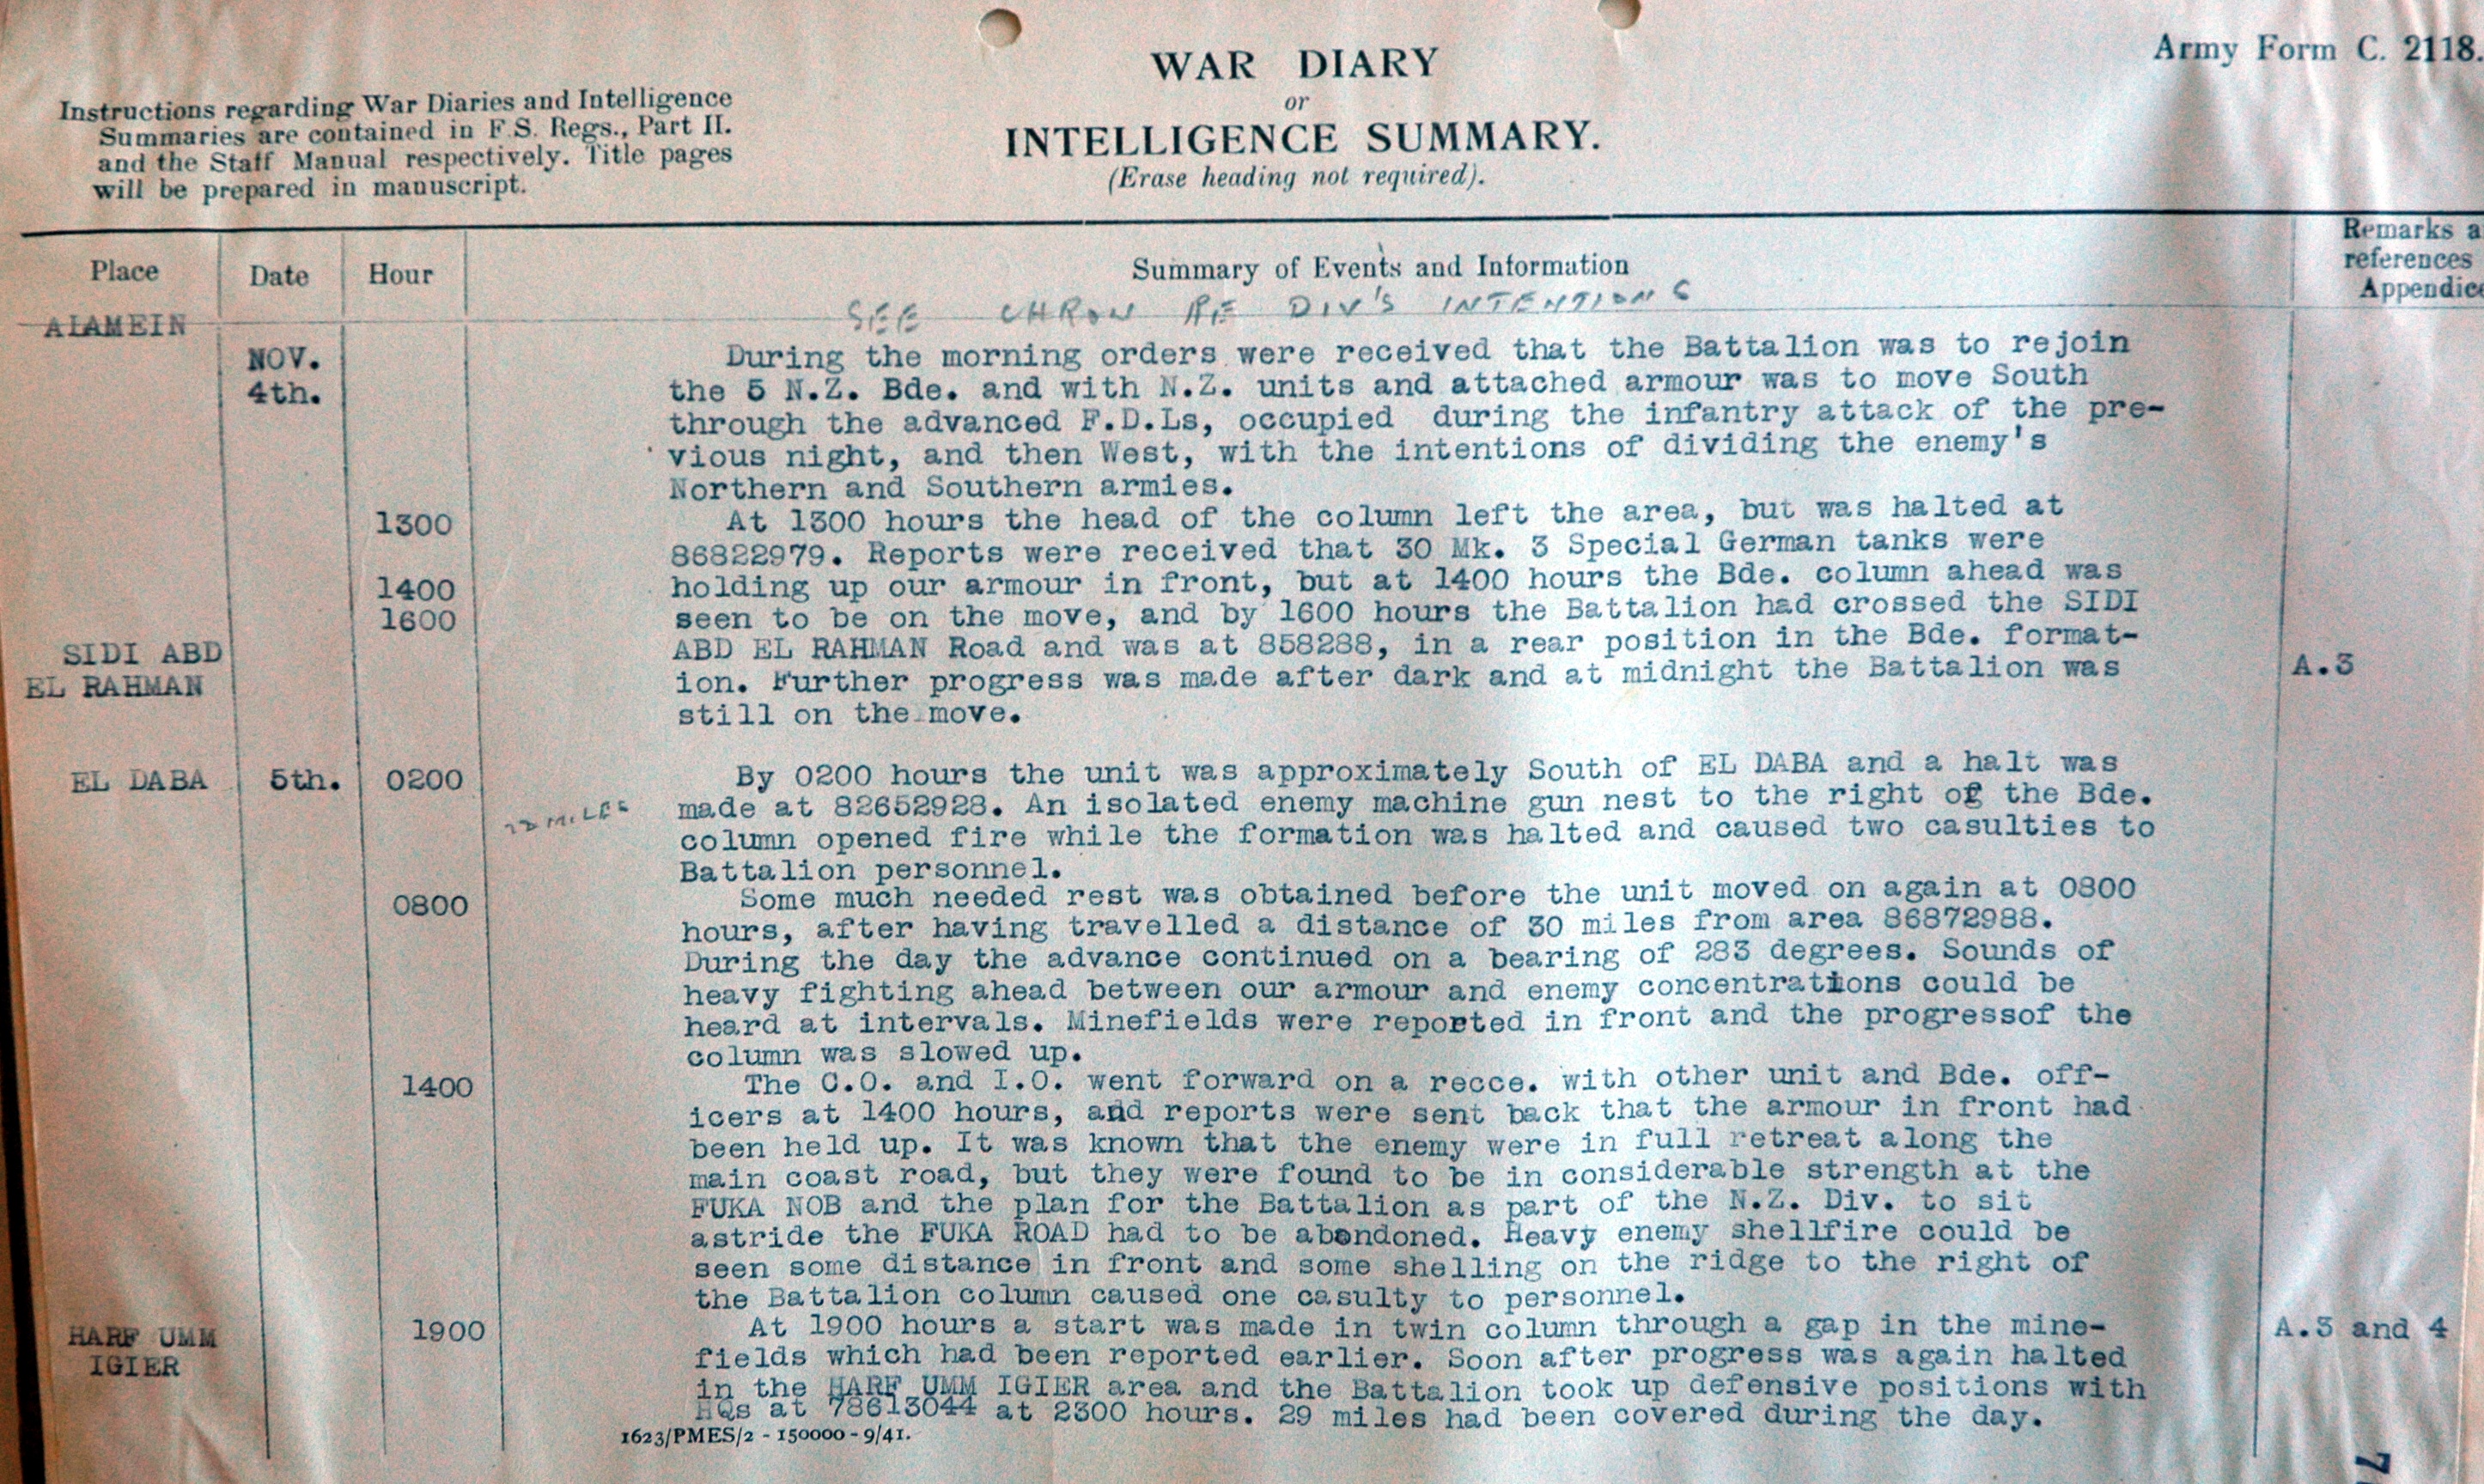 Army Form C. 2118.
WAR DIARY
or
INTELLIGENCE SUMMARY.
(Erase heading not required).
Instructions regarding War Diaries and Intelligence
Summaries are contained in F.S. Regs., Part II.
and the Staff Manual respectively. Title pages
will be prepared in manuscript.
Place
Date
Hour
Summary of Events and Information
Remarks a
references
Appendice
SEE CHRON RE DIV'S INTENTIONS
ALAMEIN
NOV.
4th.
During the morning orders were received that the Battalion was to rejoin
the 5 N.Z. Bde. and with N.Z. units and attached armour was to move South
through the advanced F.D.Ls, occupied during the infantry attack of the pre-
vious night, and then West, with the intentions of dividing the enemy's
Northern and Southern armies.
1300 At 1300 hours the head of the column left the area, but was halted at
86822979. Reports were received that 30 Mk. 3 Special German tanks were
1400 holding up our armour in front, but at 1400 hours the Bde. column ahead was
1600 seen to be on the move, and by 1600 hours the Battalion had crossed the SIDI
SIDI ABD ABD EL RAHMAN Road and was at 858288, in a rear position in the Bde. format-
EL RAHMAN ion. Further progress was made after dark and at midnight the Battalion was A.3
still on the move.
EL DABA 5th. 0200 By 0200 hours the unit was approximately South of EL DABA and a halt was
MILES made at 82652928. An isolated enemy machine gun nest to the right of the Bde.
column opened fire while the formation was halted and caused two casulties to
Battalion personnel.
0800 Some much needed rest was obtained before the unit moved on again at 0800
hours, after having travelled a distance of 30 miles from area 86872988.
During the day the advance continued on a bearing of 283 degrees. Sounds of
heavy fighting ahead between our armour and enemy concentrations could be
heard at intervals. Minefields were reported in front and the progressof the
column was slowed up.
1400 The C.O. and I.O. went forward on a recce. with other unit and Bde. off-
icers at 1400 hours, and reports were sent back that the armour in front had
been held up. It was known that the enemy were in full retreat along the
main coast road, but they were found to be in considerable strength at the
FUKA NOB and the plan for the Battalion as part of the N.Z. Div. to sit
astride the FUKA ROAD had to be abandoned. Heavy enemy shellfire could be
seen some distance in front and some shelling on the ridge to the right of
the Battalion column caused one casulty to personnel.
HARF UMM 1900 At 1900 hours a start was made in twin column through a gap in the mine- A.3 and 4
IGIER fields which had been reported earlier. Soon after progress was again halted
in the HARF UMM IGIER area and the Battalion took up defensive positions with
HQs at 78613044 at 2300 hours. 29 miles had been covered during the day.
1623/PMES/2 - 150000 - 9/41.
7